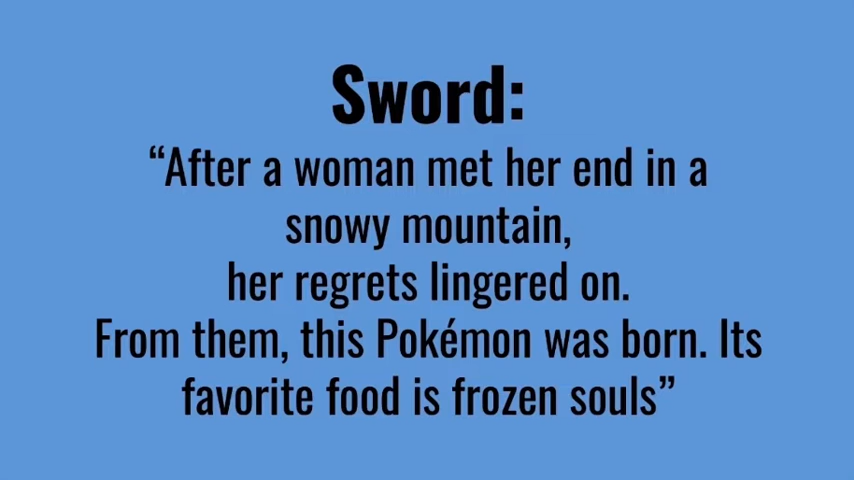 Sword:
“After a woman met her end in a
snowy mountain,
her regrets lingered on.
From them, this Pokémon was born. Its
favorite food is frozen souls”